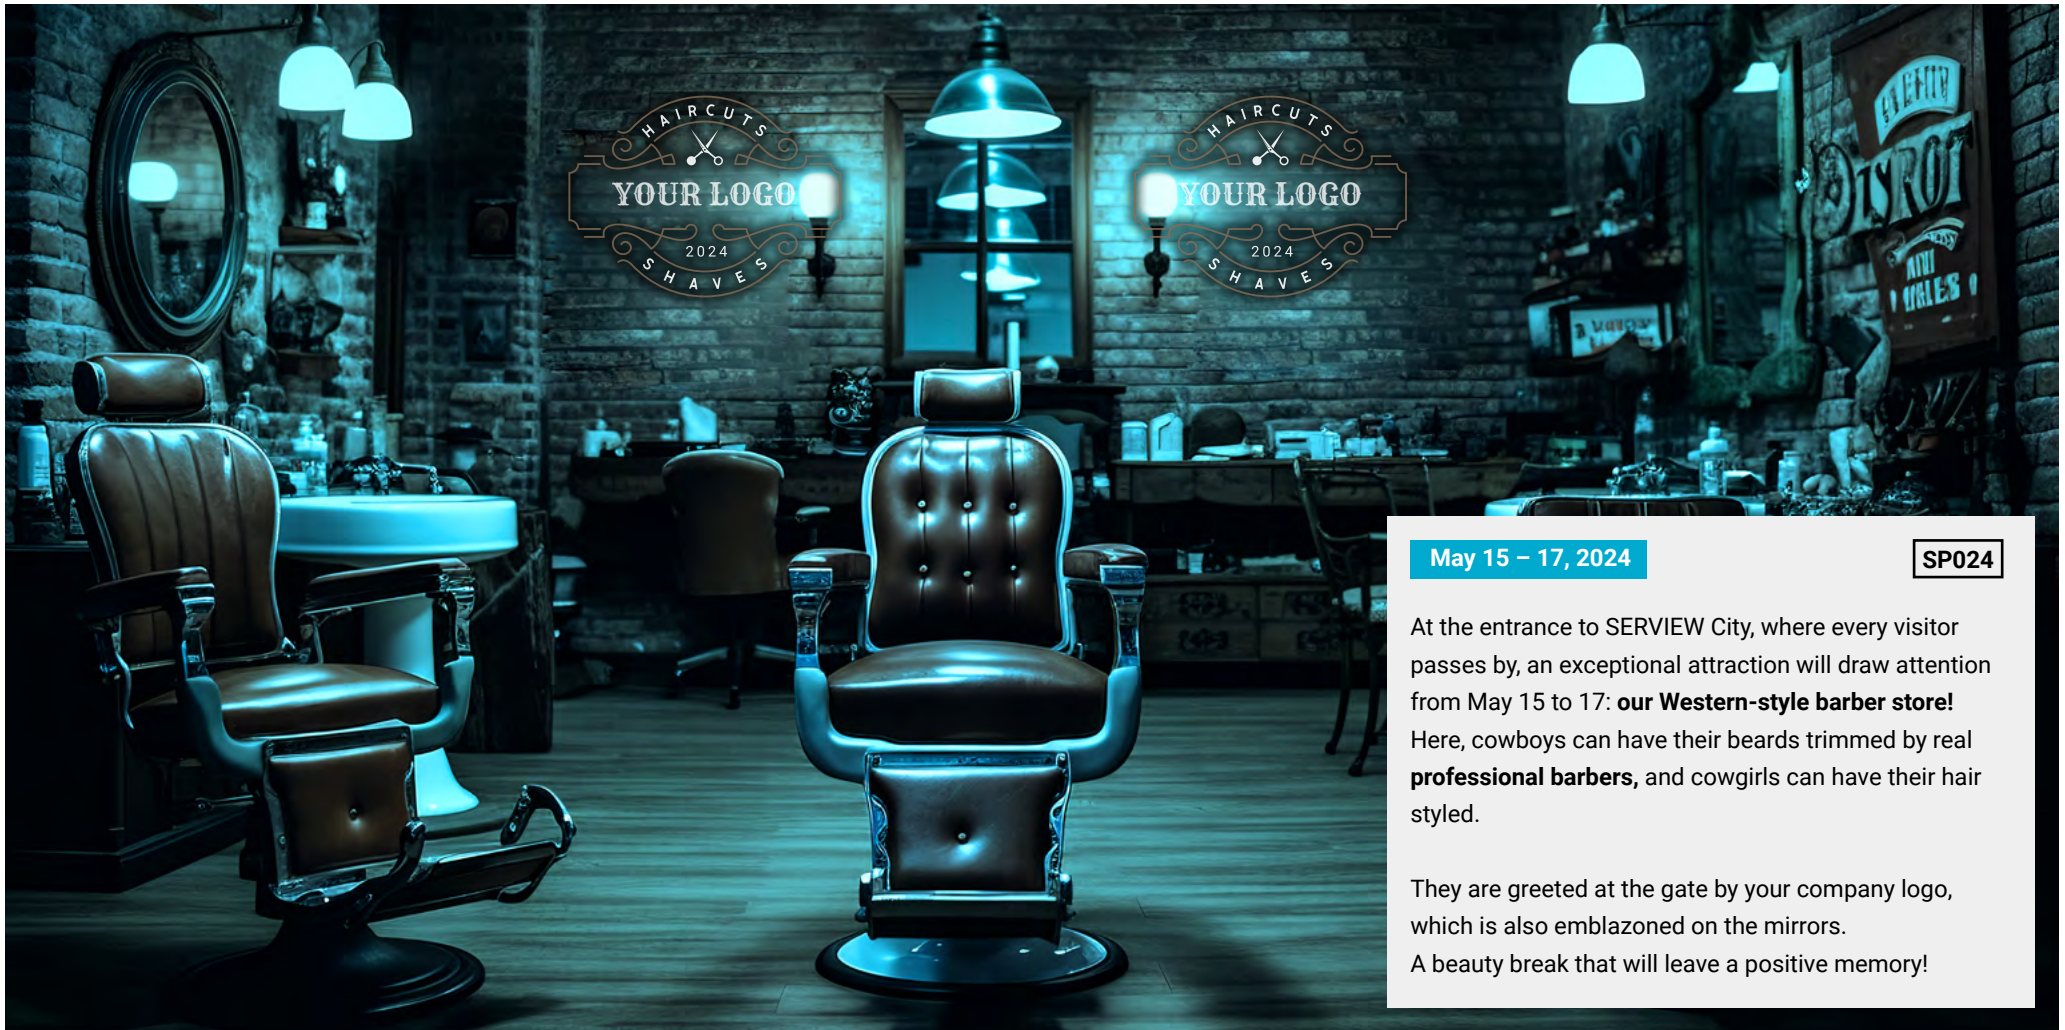 HAIRCUTS
YOUR LOGO
2024
SHAVES
HAIRCUTS
YOUR LOGO
2024
SHAVES
May 15 – 17, 2024
SP024
At the entrance to SERVIEW City, where every visitor
passes by, an exceptional attraction will draw attention
from May 15 to 17: our Western-style barber store!
Here, cowboys can have their beards trimmed by real
professional barbers, and cowgirls can have their hair
styled.
They are greeted at the gate by your company logo,
which is also emblazoned on the mirrors.
A beauty break that will leave a positive memory!